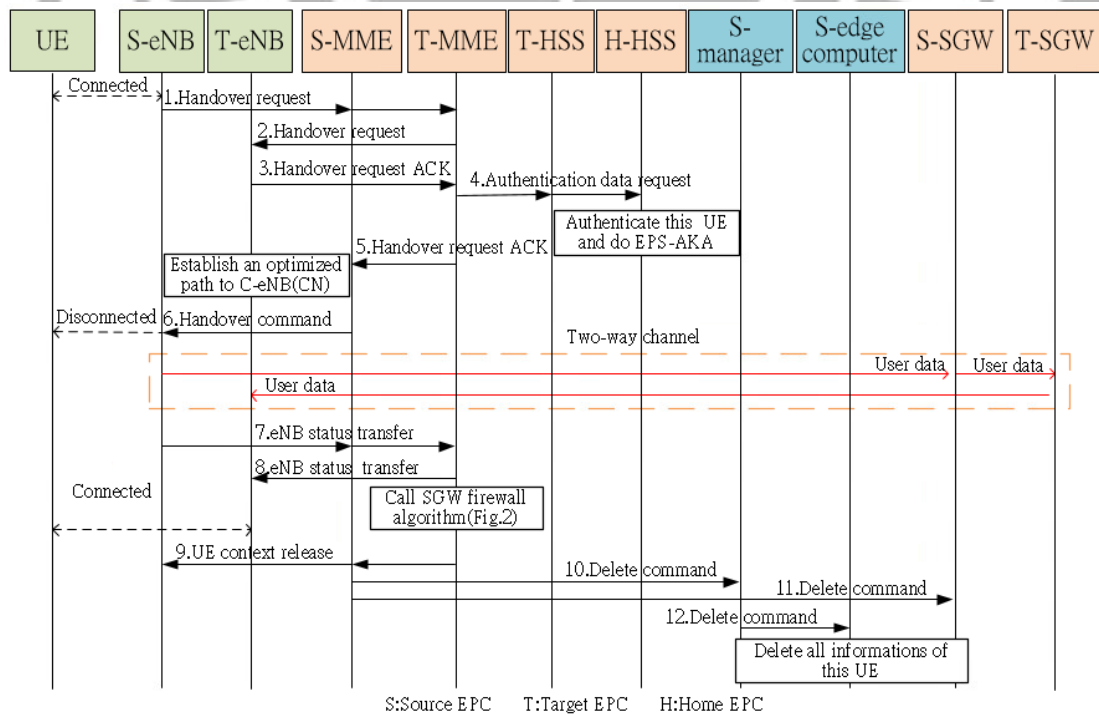 UE
S-eNB
T-eNB
S-MME
T-MME
T-HSS
H-HSS
S-
manager
S-edge
computer
S-SGW
T-SGW
Connected
1.Handover request
2.Handover request
3.Handover request ACK
4.Authentication data request
Authenticate this UE
and do EPS-AKA
5.Handover request ACK
Establish an optimized
path to C-eNB(CN)
Disconnected
6.Handover command
Two-way channel
User data
User data
User data
7.eNB status transfer
8.eNB status transfer
Connected
Call SGW firewall
algorithm(Fig.2)
9.UE context release
10.Delete command
11.Delete command
12.Delete command
Delete all informations of
this UE
S:Source EPC T:Target EPC H:Home EPC